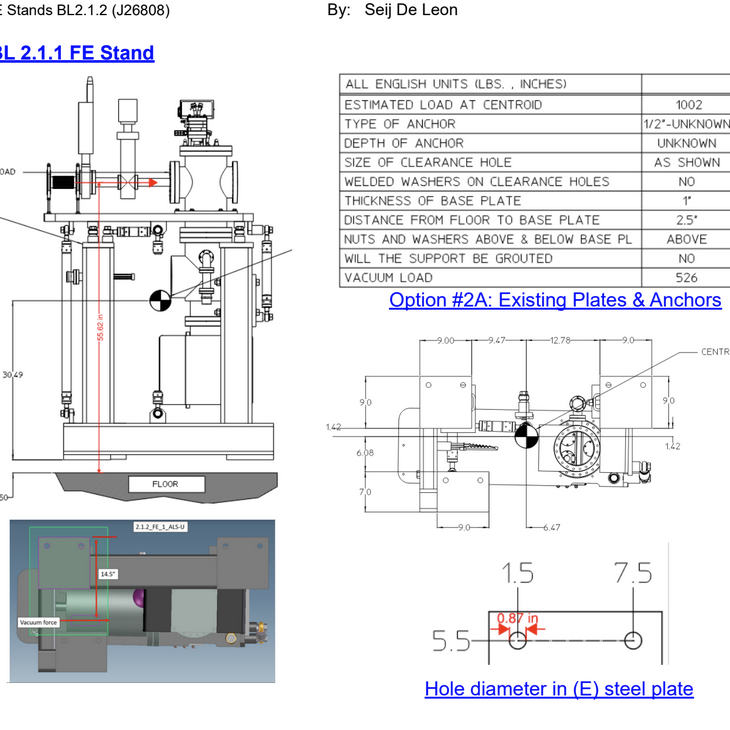 E Stands BL2.1.2 (J26808)
By: Seij De Leon
BL 2.1.1 FE Stand
ALL ENGLISH UNITS (LBS. , INCHES)
ESTIMATED LOAD AT CENTROID 1002
TYPE OF ANCHOR 1/2"-UNKNOWN
DEPTH OF ANCHOR UNKNOWN
SIZE OF CLEARANCE HOLE AS SHOWN
WELDED WASHERS ON CLEARANCE HOLES NO
THICKNESS OF BASE PLATE 1"
DISTANCE FROM FLOOR TO BASE PLATE 2.5"
NUTS AND WASHERS ABOVE & BELOW BASE PL ABOVE
WILL THE SUPPORT BE GROUTED NO
VACUUM LOAD 526
Option #2A: Existing Plates & Anchors
OAD
55.62 in
30.49
50
FLOOR
9.00 9.47 12.78 9.0
CENTR
9.0 9.0
1.42
1.42
6.08
7.0
9.0 6.47
2.1.2_FE_1_ALS-U
14.5"
Vacuum force
1.5 7.5
0.87 in
5.5
Hole diameter in (E) steel plate